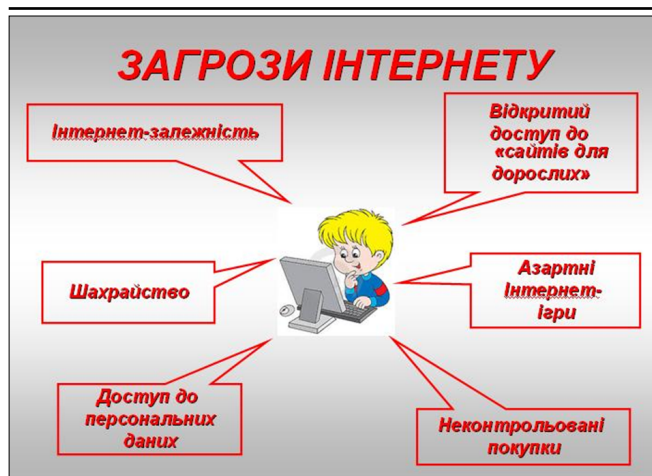 ЗАГРОЗИ ІНТЕРНЕТУ
Інтернет-залежність
Відкритий
доступ до
«сайтів для
дорослих»
Шахрайство
Азартні
Інтернет-
ігри
Доступ до
персональних
даних
Неконтрольовані
покупки